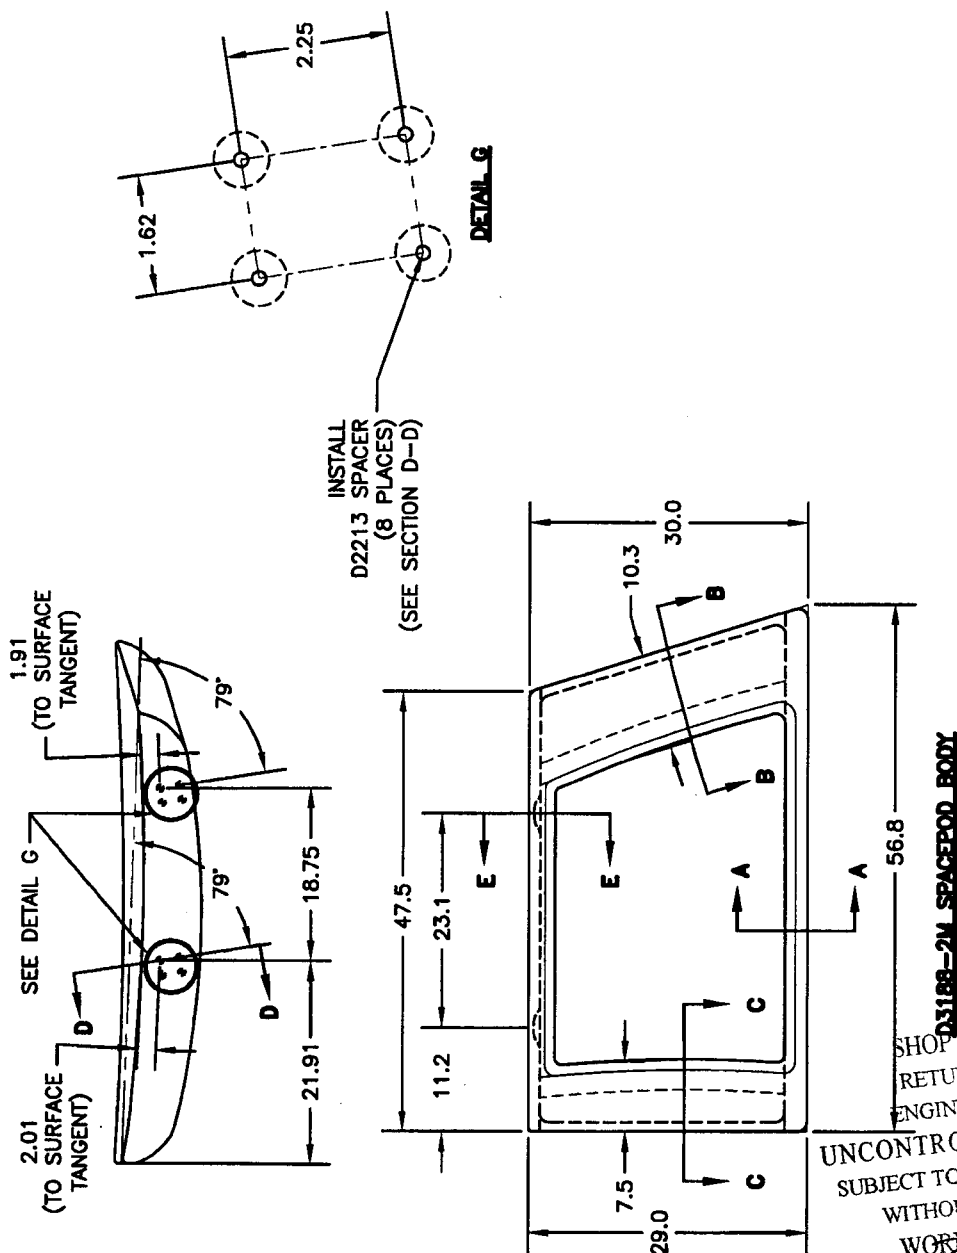 2.25
1.62
DETAIL G
INSTALL
D2213 SPACER
(8 PLACES)
(SEE SECTION D-D)
1.91
(TO SURFACE
TANGENT)
SEE DETAIL G
79°
79°
18.75
21.91
D
D
2.01
(TO SURFACE
TANGENT)
30.0
10.3
B
B
47.5
E
E
23.1
11.2
A
A
56.8
C
C
7.5
29.0
D3188-2M SPACEPOD BODY
SHOP
RETU
ENGIN
UNCONTRO
SUBJECT TO
WITHOU
WOR